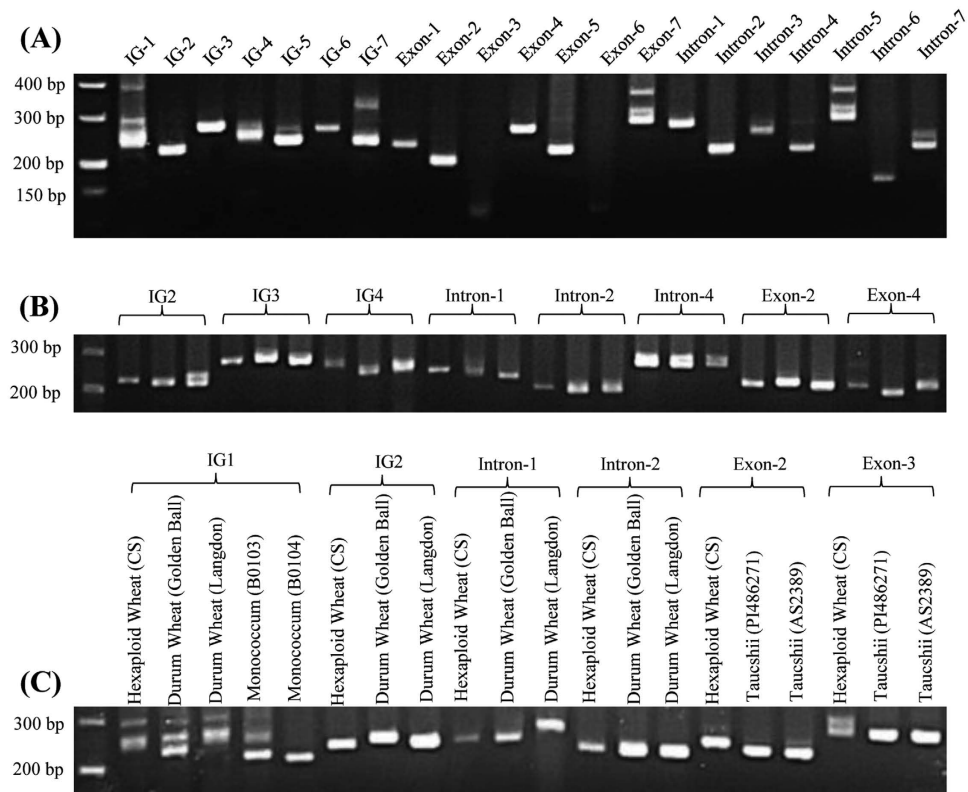 (A)
IG-1 IG-2 IG-3 IG-4 IG-5 IG-6 IG-7 Exon-1 Exon-2 Exon-3 Exon-4 Exon-5 Exon-6 Exon-7 Intron-1 Intron-2 Intron-3 Intron-4 Intron-5 Intron-6 Intron-7
400 bp
300 bp
200 bp
150 bp
(B)
IG2 IG3 IG4 Intron-1 Intron-2 Intron-4 Exon-2 Exon-4
300 bp
200 bp
IG1 IG2 Intron-1 Intron-2 Exon-2 Exon-3
Hexaploid Wheat (CS)
Durum Wheat (Golden Ball)
Durum Wheat (Langdon)
Monococcum (B0103)
Monococcum (B0104)
Hexaploid Wheat (CS)
Durum Wheat (Golden Ball)
Durum Wheat (Langdon)
Hexaploid Wheat (CS)
Durum Wheat (Golden Ball)
Durum Wheat (Langdon)
Hexaploid Wheat (CS)
Durum Wheat (Golden Ball)
Durum Wheat (Langdon)
Hexaploid Wheat (CS)
Taucshii (PI486271)
Taucshii (AS2389)
Hexaploid Wheat (CS)
Taucshii (PI486271)
Taucshii (AS2389)
(C)
300 bp
200 bp